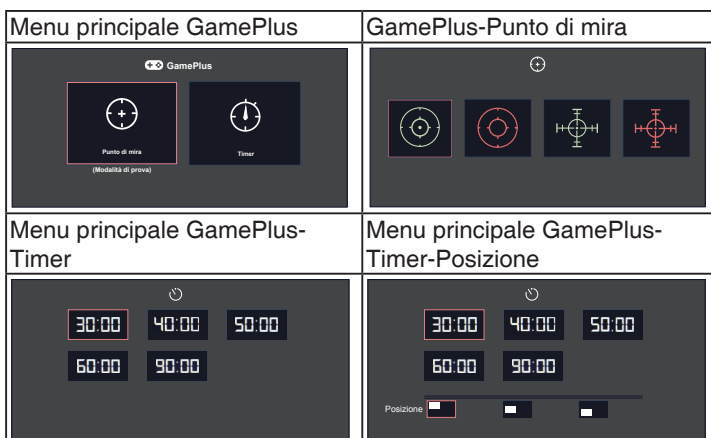 Menu principale GamePlus
GamePlus-Punto di mira
GamePlus
Punto di mira
Timer
(Modalità di prova)
Menu principale GamePlus-
Timer
Menu principale GamePlus-
Timer-Posizione
30:00 40:00 50:00
60:00 90:00
30:00 40:00 50:00
60:00 90:00
Posizione